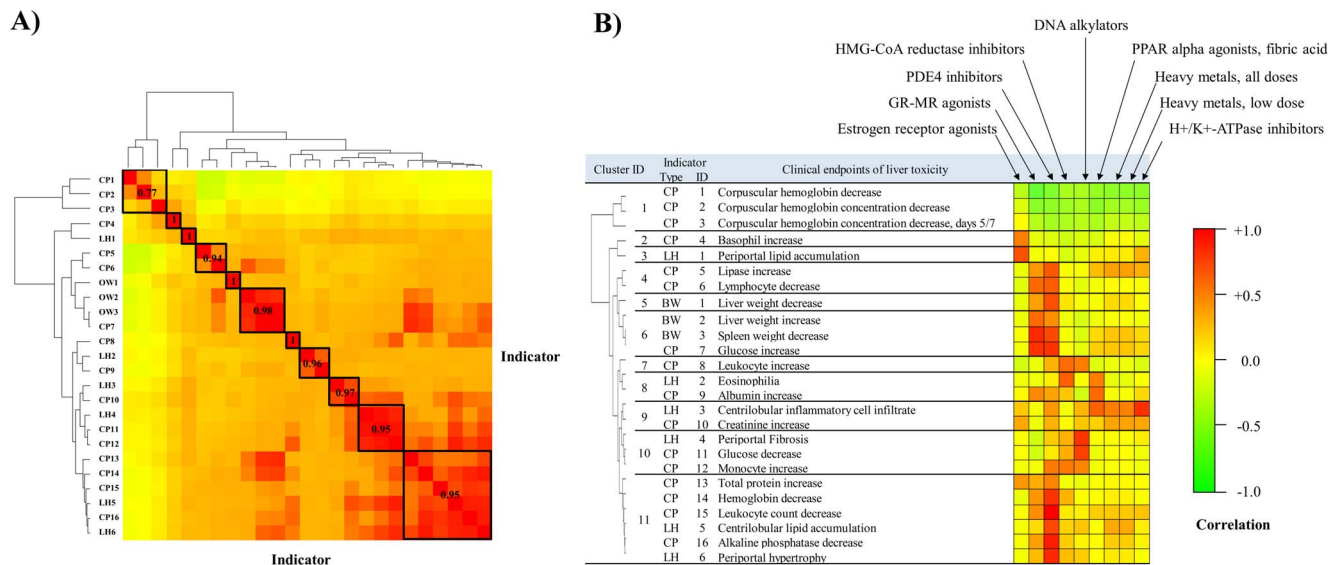 A)
CP1
CP2
CP3
CP4
LH1
CP5
CP6
OW1
OW2
OW3
CP7
CP8
LH2
CP9
LH3
CP10
LH4
CP11
CP12
CP13
CP14
CP15
LH5
CP16
LH6
0.77
1
1
0.94
1
0.98
1
0.96
0.97
0.95
0.95
Indicator
Indicator
B)
DNA alkylators
HMG-CoA reductase inhibitors
PPAR alpha agonists, fibric acid
PDE4 inhibitors
Heavy metals, all doses
GR-MR agonists
Heavy metals, low dose
Estrogen receptor agonists
H+/K+-ATPase inhibitors
Cluster ID Indicator Type ID Clinical endpoints of liver toxicity
1 CP 1 Corpuscular hemoglobin decrease
CP 2 Corpuscular hemoglobin concentration decrease
CP 3 Corpuscular hemoglobin concentration decrease, days 5/7
2 CP 4 Basophil increase
3 LH 1 Periportal lipid accumulation
4 CP 5 Lipase increase
CP 6 Lymphocyte decrease
5 BW 1 Liver weight decrease
6 BW 2 Liver weight increase
BW 3 Spleen weight decrease
CP 7 Glucose increase
7 CP 8 Leukocyte increase
8 LH 2 Eosinophilia
CP 9 Albumin increase
9 LH 3 Centrilobular inflammatory cell infiltrate
CP 10 Creatinine increase
10 LH 4 Periportal Fibrosis
CP 11 Glucose decrease
CP 12 Monocyte increase
11 CP 13 Total protein increase
CP 14 Hemoglobin decrease
CP 15 Leukocyte count decrease
LH 5 Centrilobular lipid accumulation
CP 16 Alkaline phosphatase decrease
LH 6 Periportal hypertrophy
+1.0
+0.5
0.0
-0.5
-1.0
Correlation